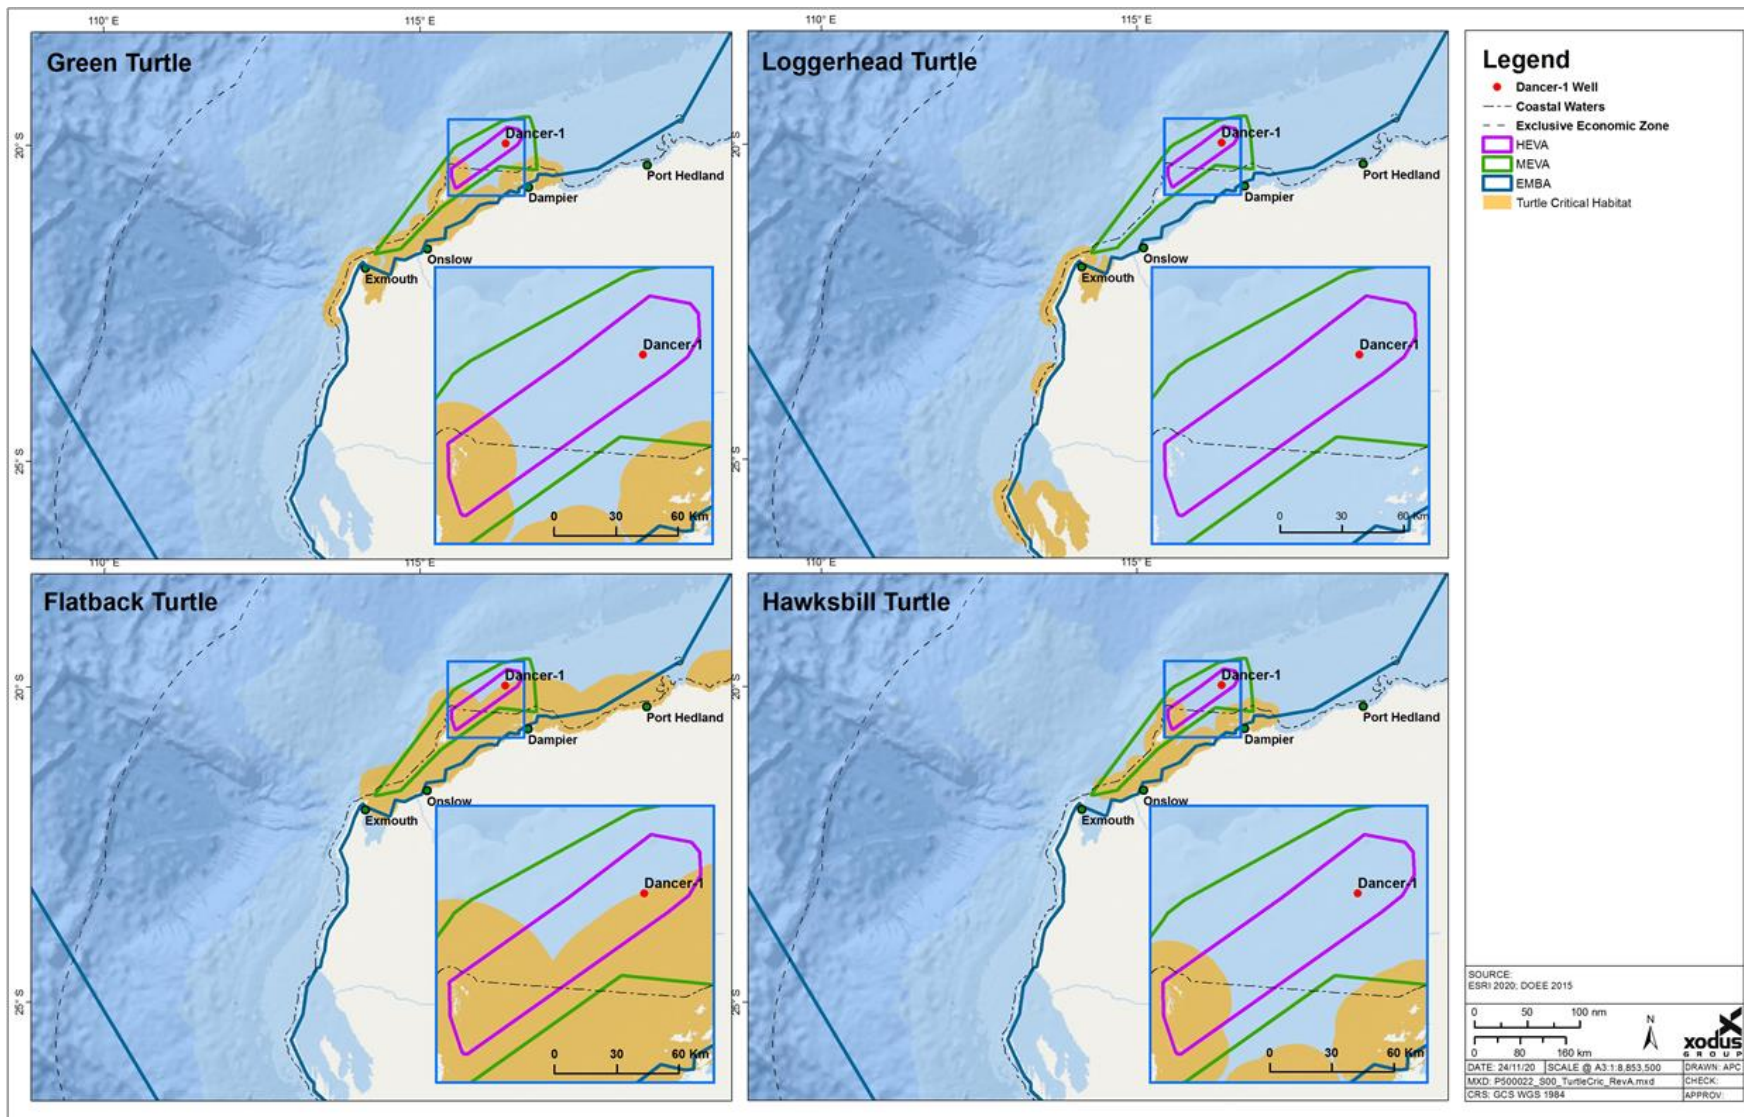 110° E
115° E
110° E
115° E
20° S
25° S
Green Turtle
Dancer-1
Port Hedland
Dampier
Onslow
Exmouth
Dancer-1
0 30 60 Km
20° S
25° S
Loggerhead Turtle
Dancer-1
Port Hedland
Dampier
Onslow
Exmouth
Dancer-1
0 30 60 Km
110° E
115° E
110° E
115° E
20° S
25° S
Flatback Turtle
Dancer-1
Port Hedland
Dampier
Onslow
Exmouth
Dancer-1
0 30 60 Km
20° S
25° S
Hawksbill Turtle
Dancer-1
Port Hedland
Dampier
Onslow
Exmouth
Dancer-1
0 30 60 Km
Legend
Dancer-1 Well
Coastal Waters
Exclusive Economic Zone
HEVA
MEVA
EMBA
Turtle Critical Habitat
SOURCE:
ESRI 2020; DOEE 2015
0 50 100 nm
0 80 160 km
N
xodus
GROUP
DATE: 24/11/20 SCALE @ A3:1:8,853,500 DRAWN: APC
MXD: P500022_S00_TurtleCric_RevA.mxd CHECK:
CRS: GCS WGS 1984 APPROV: